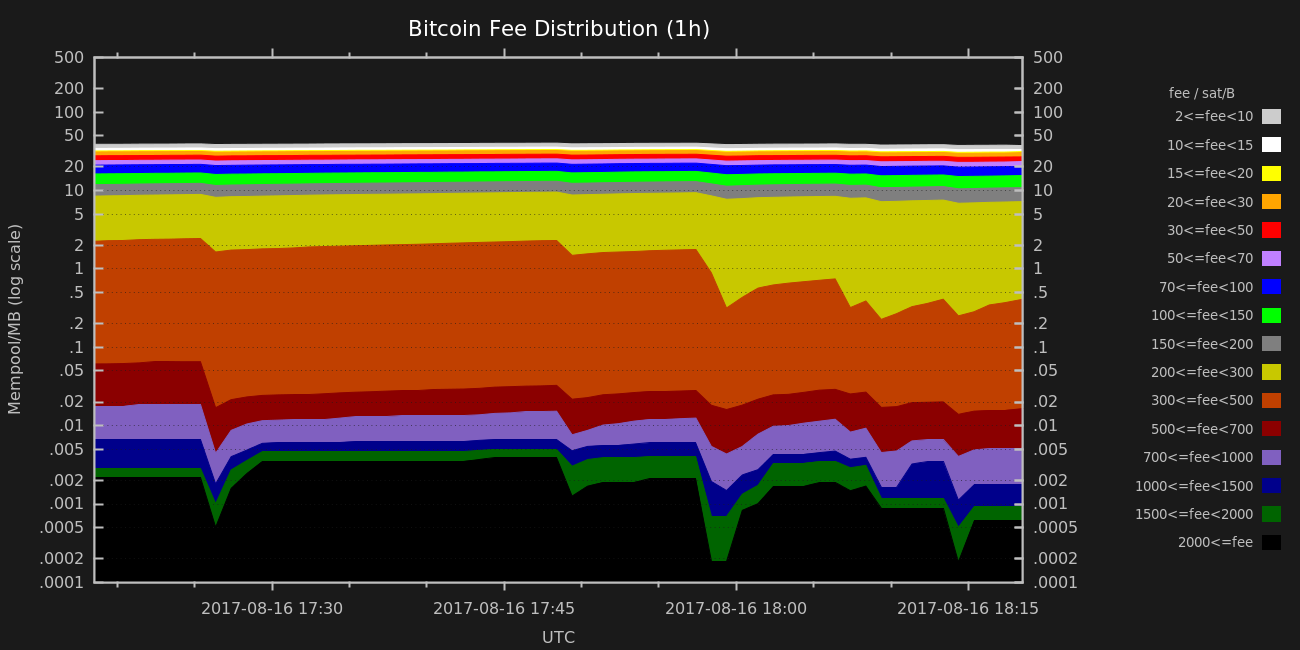 Bitcoin Fee Distribution (1h)
500 500
200 200
100 100
50 50
20 20
10 10
5 5
2 2
1 1
.5 .5
.2 .2
.1 .1
.05 .05
.02 .02
.01 .01
.005 .005
.002 .002
.001 .001
.0005 .0005
.0002 .0002
.0001 .0001
Mempool/MB (log scale)
2017-08-16 17:30 2017-08-16 17:45 2017-08-16 18:00 2017-08-16 18:15
UTC
fee / sat/B
2<=fee<10
10<=fee<15
15<=fee<20
20<=fee<30
30<=fee<50
50<=fee<70
70<=fee<100
100<=fee<150
150<=fee<200
200<=fee<300
300<=fee<500
500<=fee<700
700<=fee<1000
1000<=fee<1500
1500<=fee<2000
2000<=fee